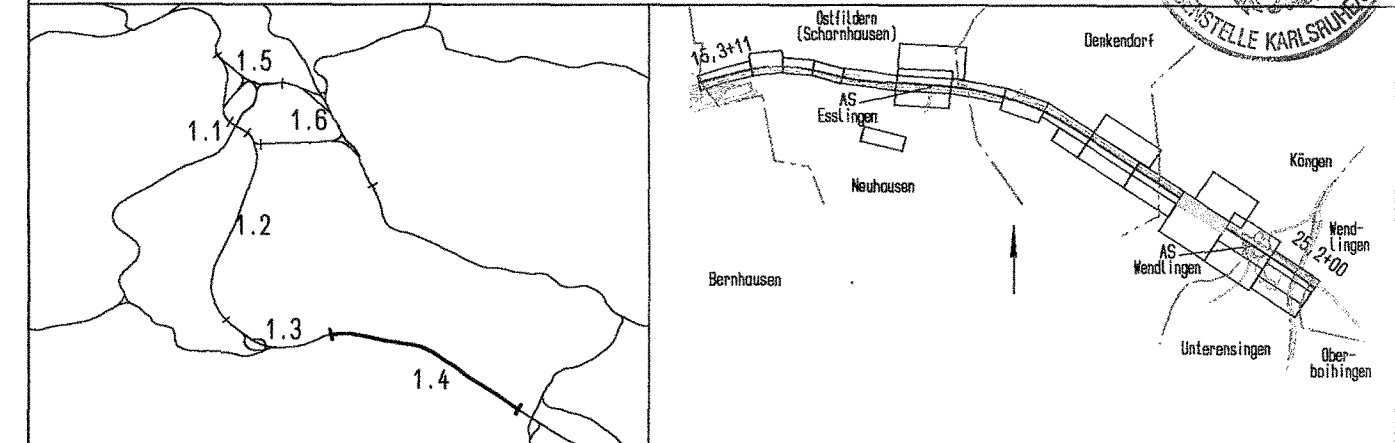 1.5
1.1
1.6
1.2
1.3
1.4
Ostfildern
(Scharnhausen)
Denkendorf
ENSTELLE KARLSRUHE/S
15,3+11
AS
Esslingen
Neuhausen
Köngen
Bernhausen
Wend-
lingen
25,2+00
AS
Wendlingen
Unterensingen
Ober-
boihingen